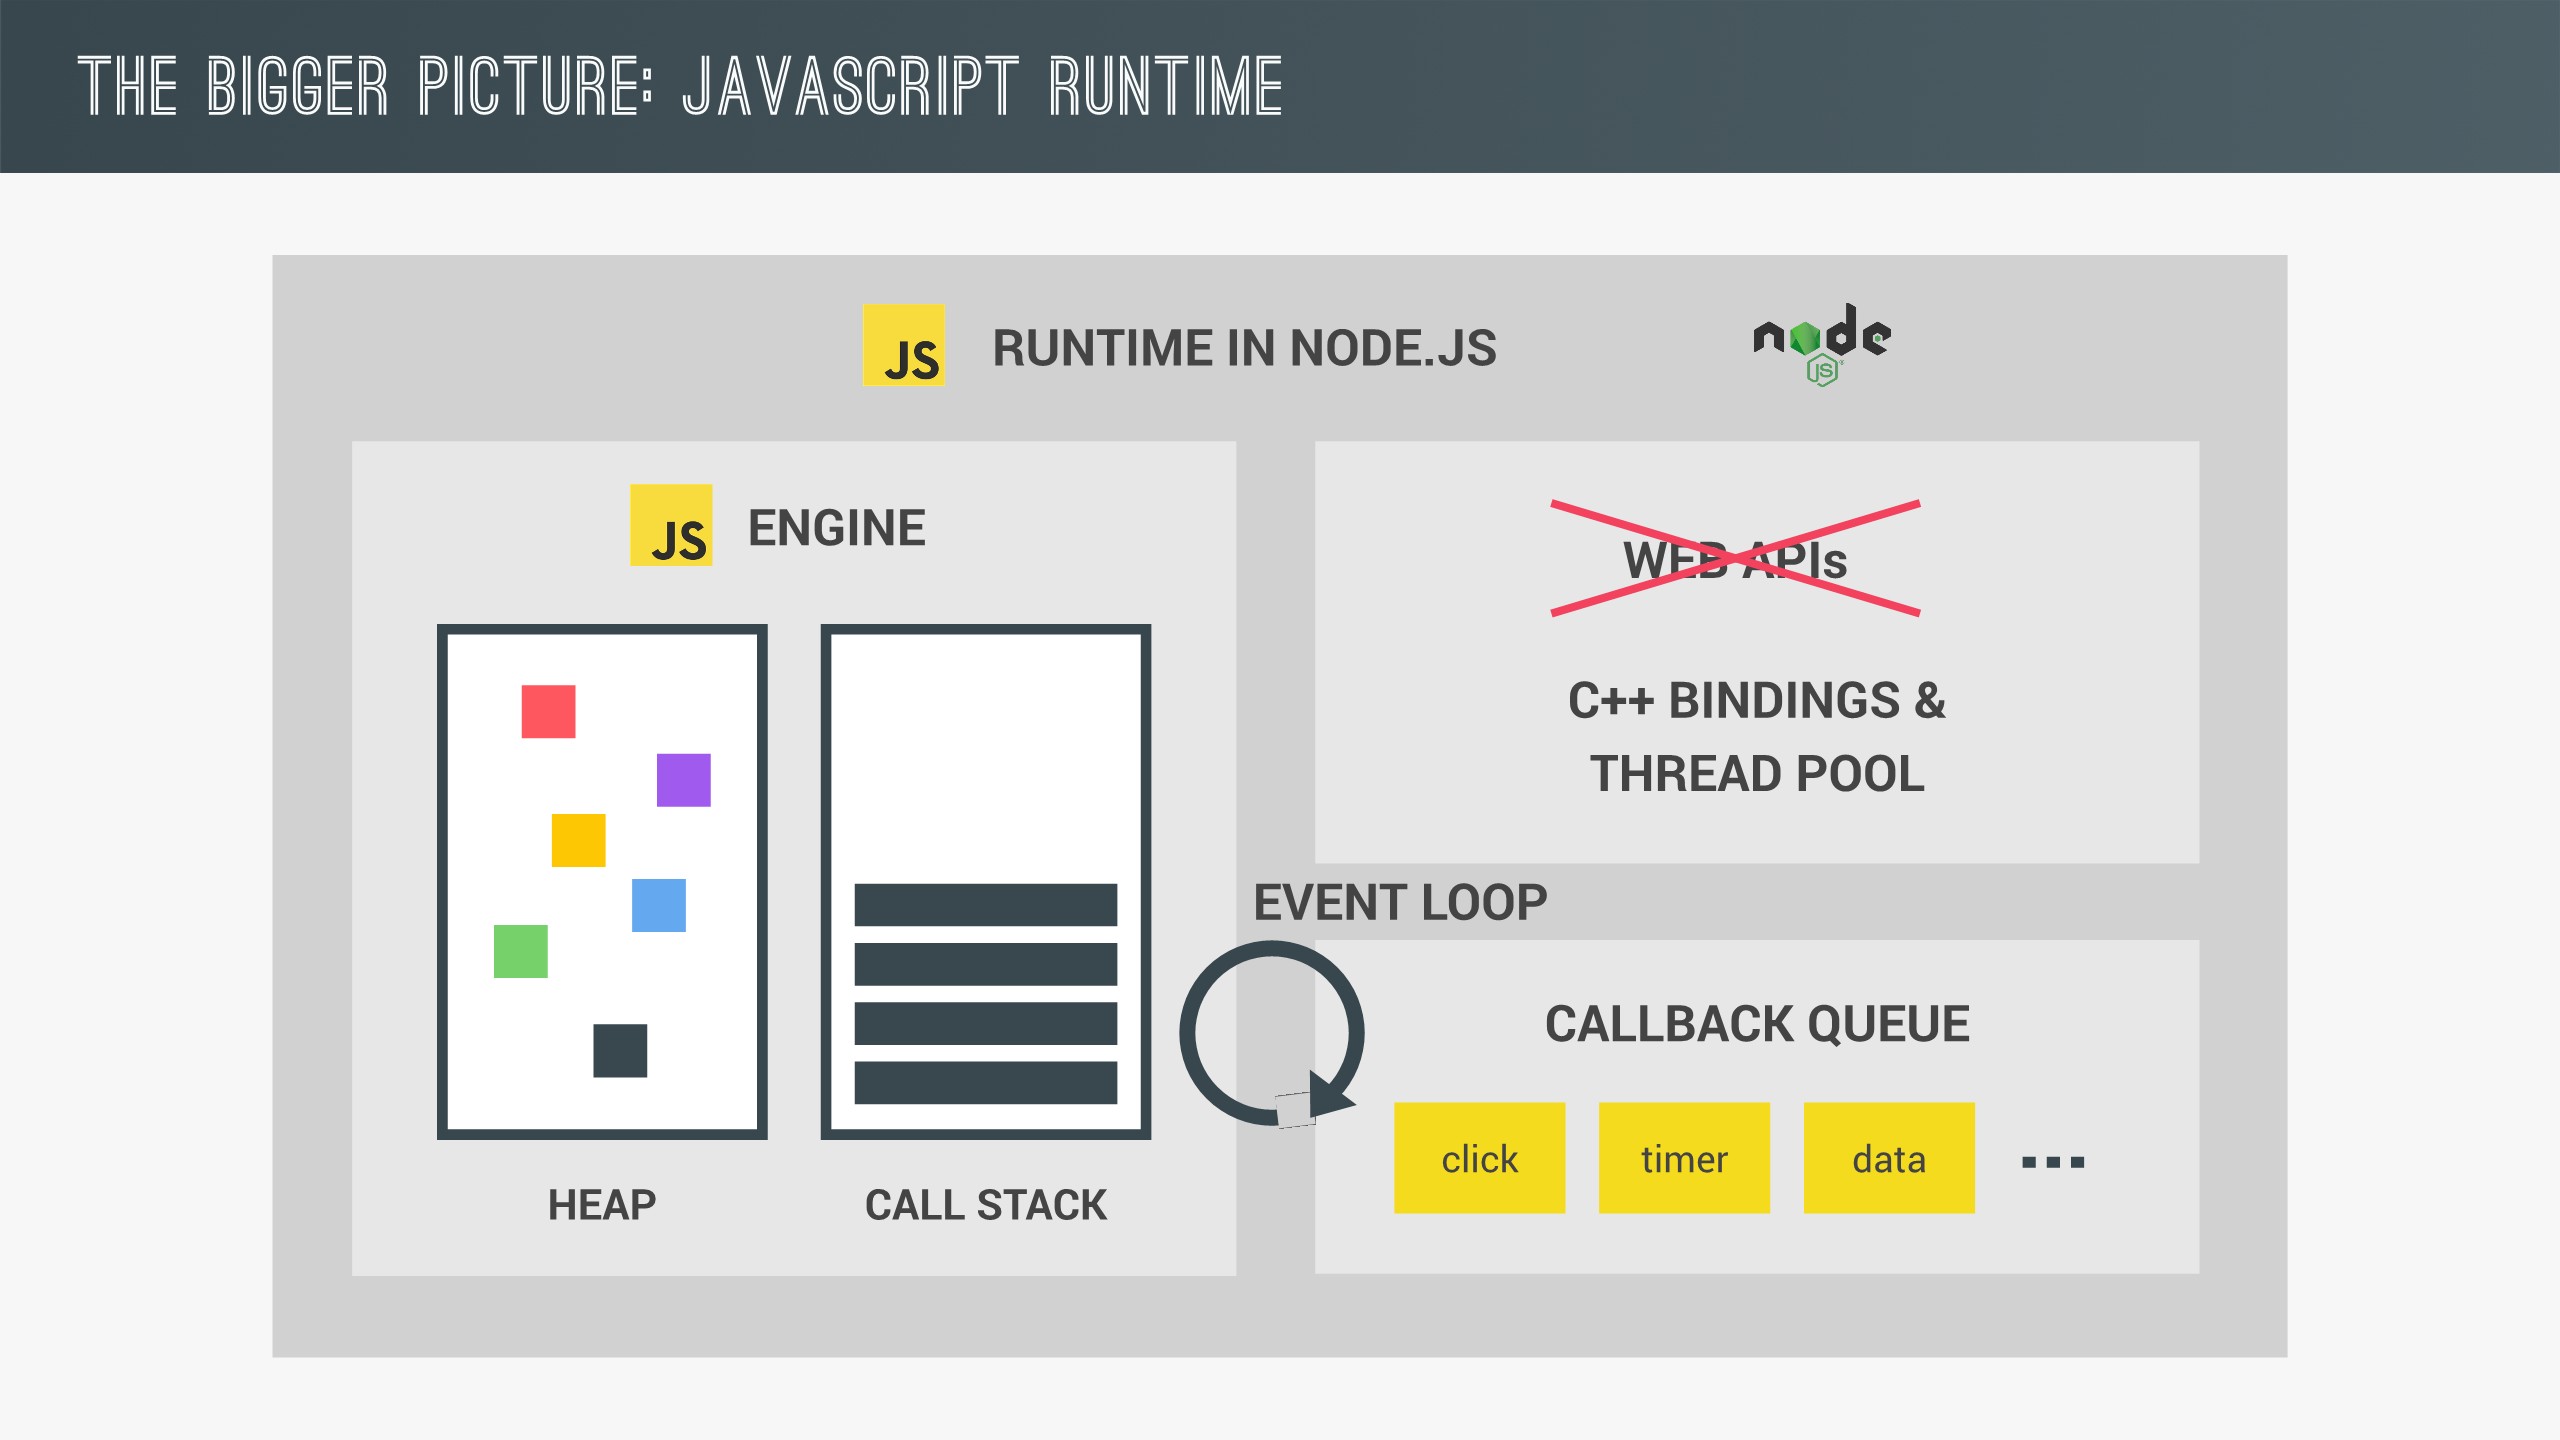 THE BIGGER PICTURE: JAVASCRIPT RUNTIME
JS RUNTIME IN NODE.JS
node
JS
JS ENGINE
WEB APIs
C++ BINDINGS &
THREAD POOL
EVENT LOOP
CALLBACK QUEUE
click timer data ...
HEAP CALL STACK